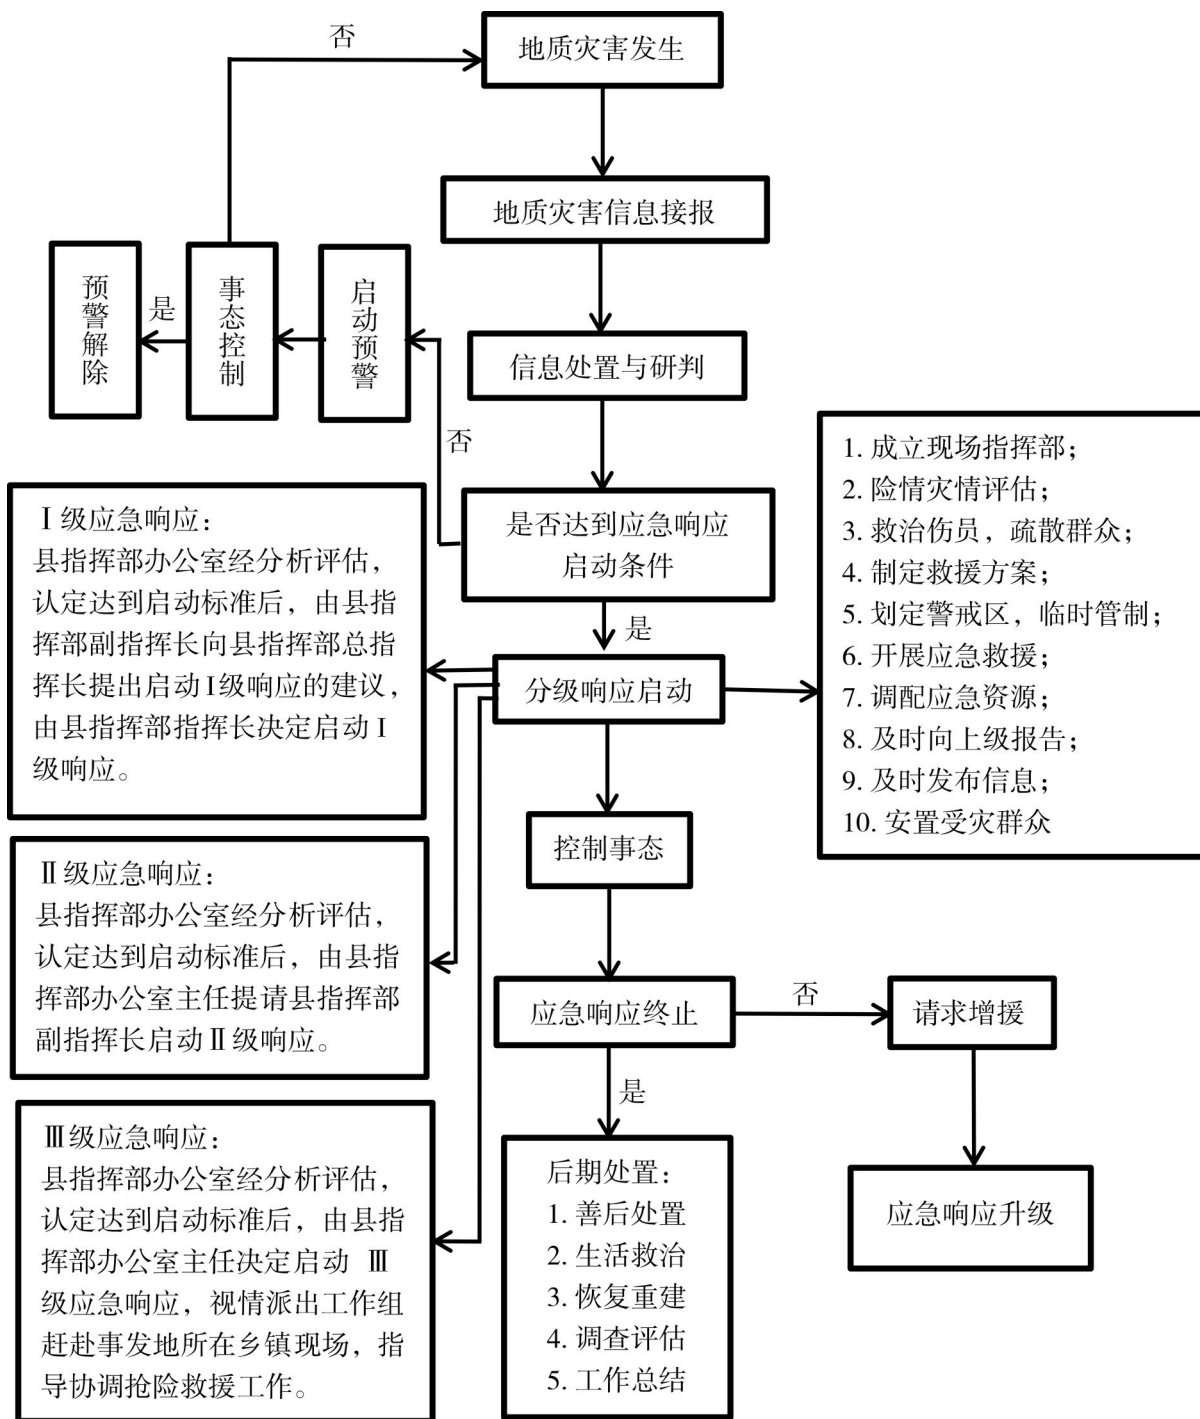 否
地质灾害发生
地质灾害信息接报
预警解除
是
事态控制
启动预警
信息处置与研判
否
是否达到应急响应
启动条件
是
Ⅰ级应急响应：
县指挥部办公室经分析评估，
认定达到启动标准后，由县指
挥部副指挥长向县指挥部总指
挥长提出启动Ⅰ级响应的建议，
由县指挥部指挥长决定启动Ⅰ
级响应。
分级响应启动
1. 成立现场指挥部；
2. 险情灾情评估；
3. 救治伤员，疏散群众；
4. 制定救援方案；
5. 划定警戒区，临时管制；
6. 开展应急救援；
7. 调配应急资源；
8. 及时向上级报告；
9. 及时发布信息；
10. 安置受灾群众
控制事态
Ⅱ级应急响应：
县指挥部办公室经分析评估，
认定达到启动标准后，由县指
挥部办公室主任提请县指挥部
副指挥长启动Ⅱ级响应。
应急响应终止
否
请求增援
是
应急响应升级
Ⅲ级应急响应：
县指挥部办公室经分析评估，
认定达到启动标准后，由县指
挥部办公室主任决定启动 Ⅲ
级应急响应，视情派出工作组
赶赴事发地所在乡镇现场，指
导协调抢险救援工作。
后期处置：
1. 善后处置
2. 生活救治
3. 恢复重建
4. 调查评估
5. 工作总结